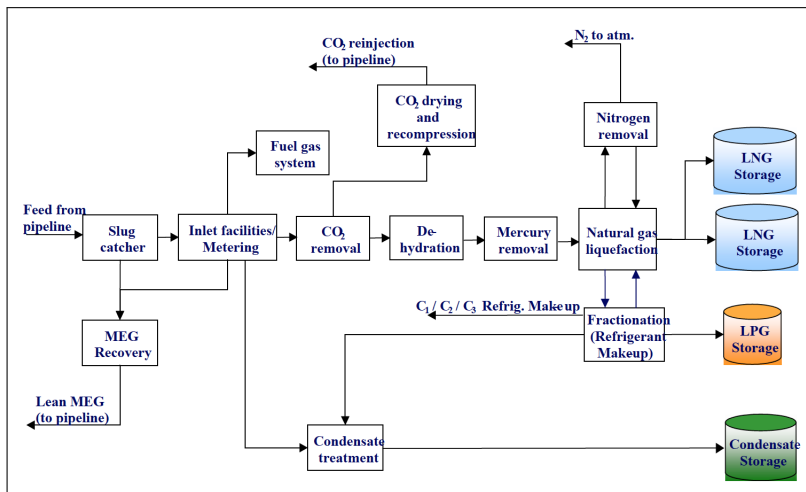 CO₂ reinjection
(to pipeline)
N₂ to atm.
CO₂ drying
and
recompression
Nitrogen
removal
Fuel gas
system
LNG
Storage
Feed from
pipeline
Slug
catcher
Inlet facilities/
Metering
CO₂
removal
De-
hydration
Mercury
removal
Natural gas
liquefaction
LNG
Storage
C₁ / C₂ / C₃ Refrig. Makeup
Fractionation
(Refrigerant
Makeup)
LPG
Storage
MEG
Recovery
Lean MEG
(to pipeline)
Condensate
treatment
Condensate
Storage